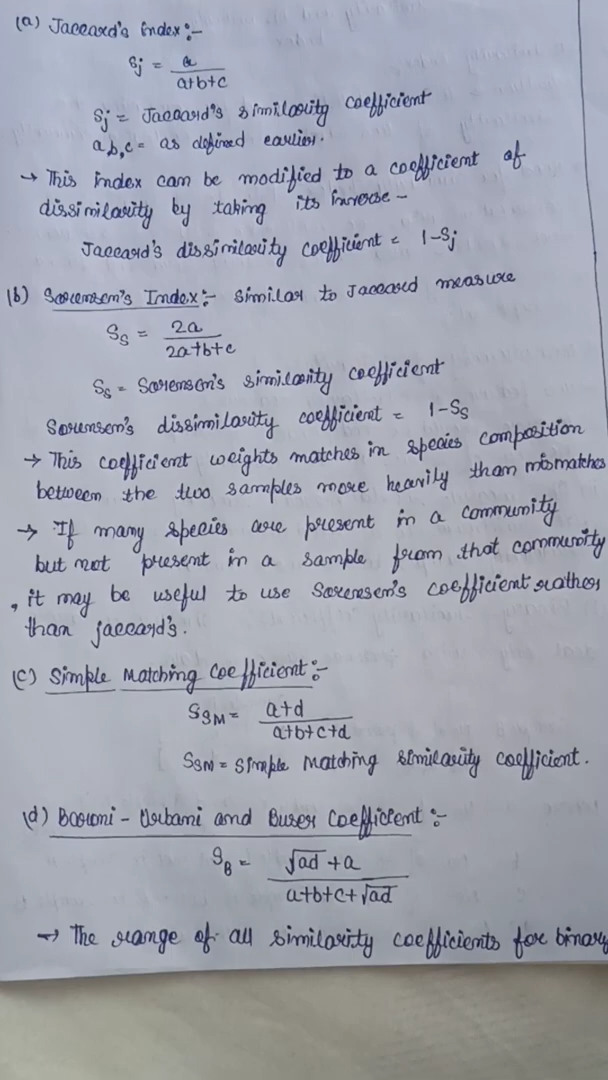 (a) Jaccard's index:-
Sj = a / a+b+c
Sj = Jaccard's similarity coefficient
a,b,c = as defined earlier.
→ This index can be modified to a coefficient of
dissimilarity by taking its inverse -
Jaccard's dissimilarity coefficient = 1-Sj
(b) Sorensen's Index:- similar to Jaccard measure
Ss = 2a / 2a+b+c
Ss = Sorenson's similarity coefficient
Sorensen's dissimilarity coefficient = 1-Ss
→ This coefficient weights matches in species composition
between the two samples more heavily than mismatches
→ If many species are present in a community
but not present in a sample from that community
, it may be useful to use Sorensen's coefficient rather
than jaccard's.
(c) Simple Matching Coefficient:-
SSM = a+d / a+b+c+d
SSM = Simple Matching similarity coefficient.
(d) Baroni - Urbani and Buser Coefficient :-
SB = √ad + a / a+b+c+√ad
→ The range of all similarity coefficients for binary